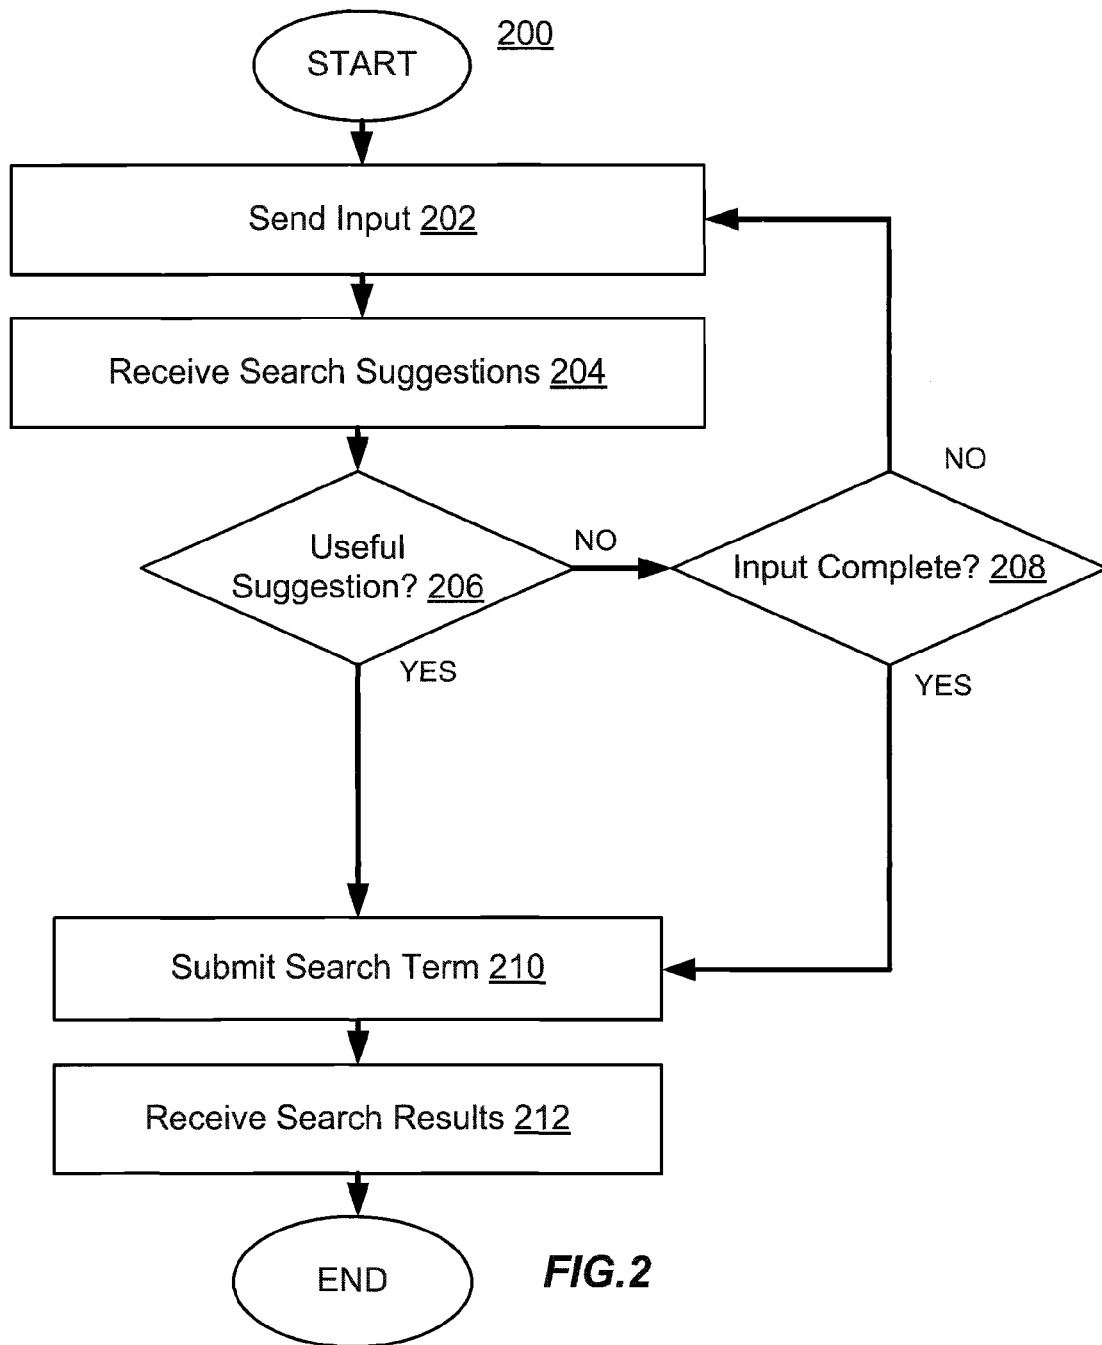 200
START
Send Input 202
Receive Search Suggestions 204
NO
Useful
Suggestion? 206
NO
Input Complete? 208
YES
YES
Submit Search Term 210
Receive Search Results 212
END
FIG.2